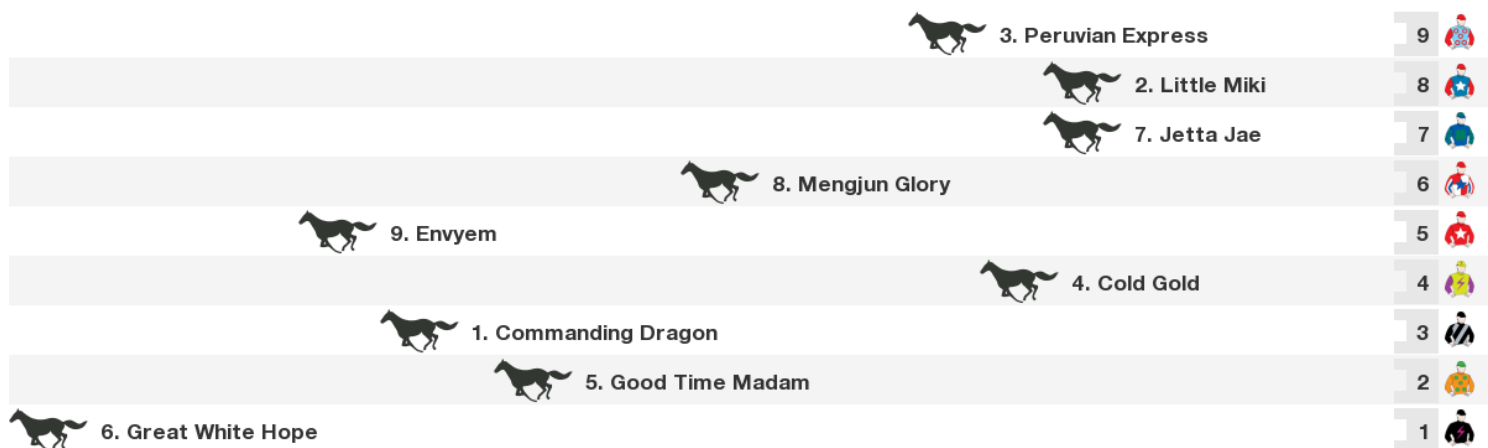 3. Peruvian Express 9
2. Little Miki 8
7. Jetta Jae 7
8. Mengjun Glory 6
9. Envyem 5
4. Cold Gold 4
1. Commanding Dragon 3
5. Good Time Madam 2
6. Great White Hope 1